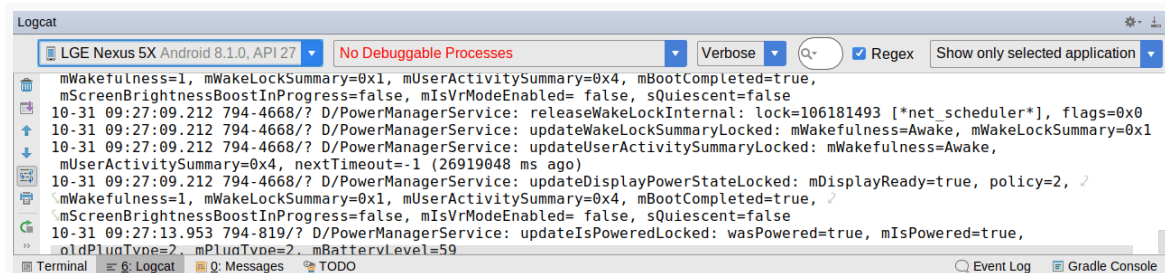 Logcat
LGE Nexus 5X Android 8.1.0, API 27 No Debuggable Processes Verbose Regex Show only selected application
mWakefulness=1, mWakeLockSummary=0x1, mUserActivitySummary=0x4, mBootCompleted=true,
mScreenBrightnessBoostInProgress=false, mIsVrModeEnabled= false, sQuiescent=false
10-31 09:27:09.212 794-4668/? D/PowerManagerService: releaseWakeLockInternal: lock=106181493 [*net_scheduler*], flags=0x0
10-31 09:27:09.212 794-4668/? D/PowerManagerService: updateWakeLockSummaryLocked: mWakefulness=Awake, mWakeLockSummary=0x1
10-31 09:27:09.212 794-4668/? D/PowerManagerService: updateUserActivitySummaryLocked: mWakefulness=Awake,
mUserActivitySummary=0x4, nextTimeout=-1 (26919048 ms ago)
10-31 09:27:09.212 794-4668/? D/PowerManagerService: updateDisplayPowerStateLocked: mDisplayReady=true, policy=2,
mWakefulness=1, mWakeLockSummary=0x1, mUserActivitySummary=0x4, mBootCompleted=true,
mScreenBrightnessBoostInProgress=false, mIsVrModeEnabled= false, sQuiescent=false
10-31 09:27:13.953 794-819/? D/PowerManagerService: updateIsPoweredLocked: wasPowered=true, mIsPowered=true,
oldPlugType=2, mPlugType=2, mBatteryLevel=59
Terminal 6: Logcat 0: Messages TODO Event Log Gradle Console